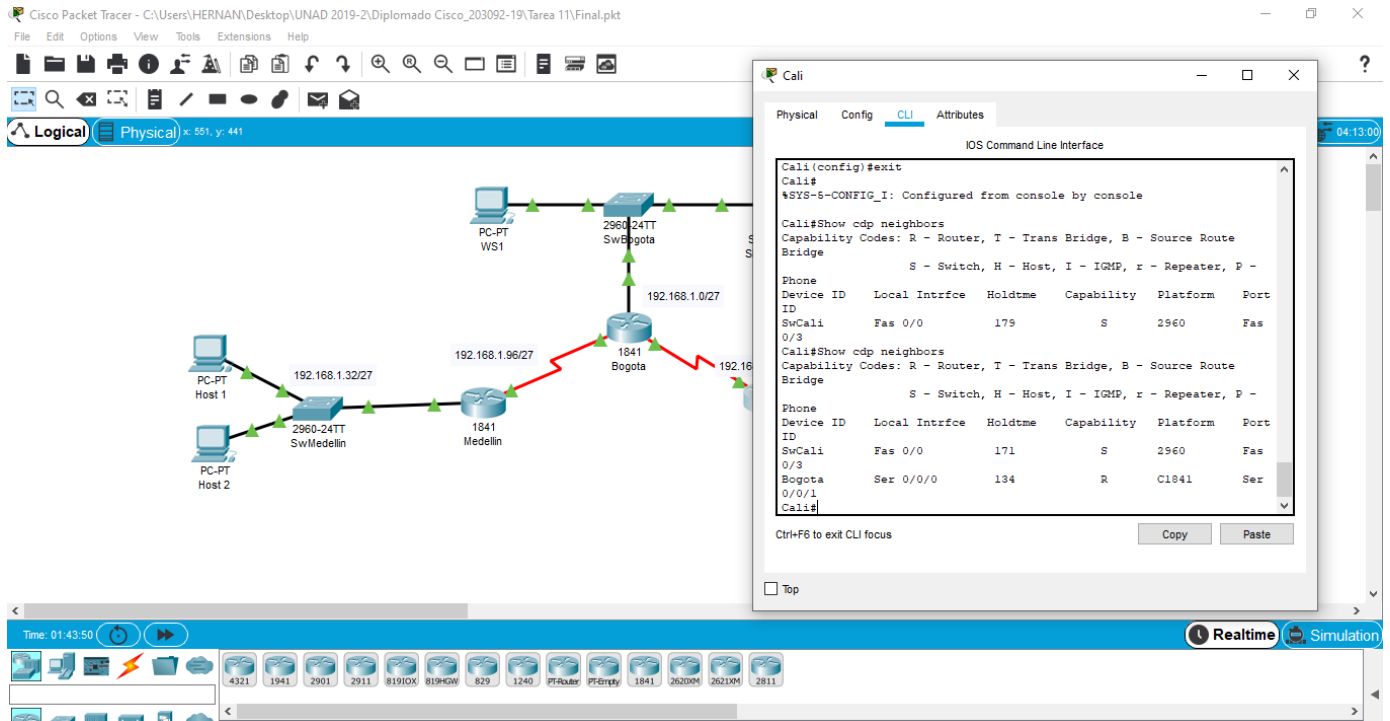 Cisco Packet Tracer - C:\Users\HERNAN\Desktop\UNAD 2019-2\Diplomado Cisco_203092-19\Tarea 11\Final.pkt
File Edit Options View Tools Extensions Help
?
Logical Physical x: 551, y: 441
04:13:00
PC-PT
WS1
2960-24TT
SwBogota
S
S
192.168.1.0/27
1841
Bogota
192.16
192.168.1.96/27
PC-PT
Host 1
192.168.1.32/27
2960-24TT
SwMedellin
1841
Medellin
PC-PT
Host 2
Cali
Physical Config CLI Attributes
IOS Command Line Interface
Cali(config)#exit
Cali#
%SYS-5-CONFIG_I: Configured from console by console
Cali#Show cdp neighbors
Capability Codes: R - Router, T - Trans Bridge, B - Source Route
Bridge
S - Switch, H - Host, I - IGMP, r - Repeater, P -
Phone
Device ID Local Intrfce Holdtme Capability Platform Port
ID
SwCali Fas 0/0 179 S 2960 Fas
0/3
Cali#Show cdp neighbors
Capability Codes: R - Router, T - Trans Bridge, B - Source Route
Bridge
S - Switch, H - Host, I - IGMP, r - Repeater, P -
Phone
Device ID Local Intrfce Holdtme Capability Platform Port
ID
SwCali Fas 0/0 171 S 2960 Fas
0/3
Bogota Ser 0/0/0 134 R C1841 Ser
0/0/1
Cali#
Ctrl+F6 to exit CLI focus
Copy Paste
Top
Time: 01:43:50
Realtime Simulation
4321 1941 2901 2911 819IOX 819HGW 829 1240 PT-Router PT-Empty 1841 2620XM 2621XM 2811